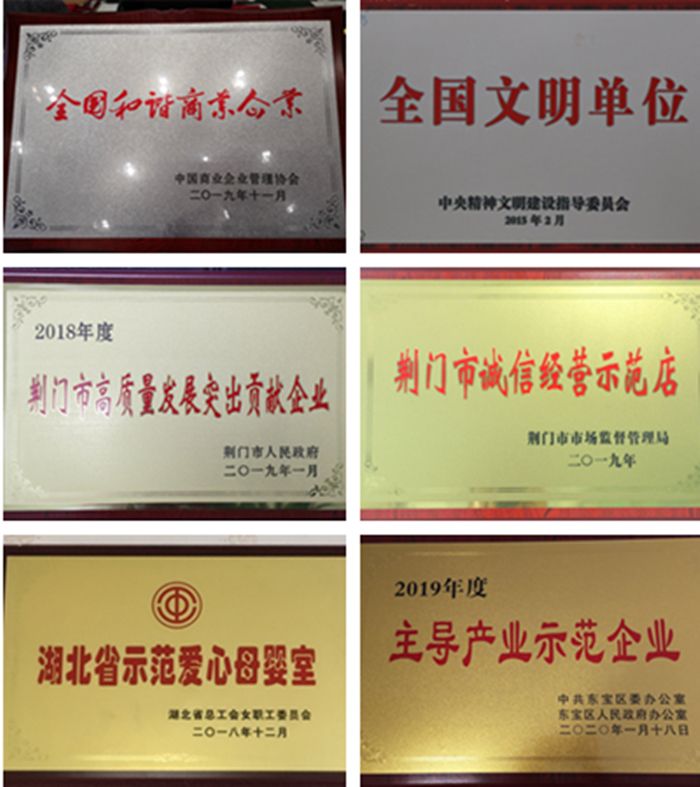 全国和谐商业企业
中国商业企业管理协会
二〇一九年十一月
全国文明单位
中央精神文明建设指导委员会
2015年2月
2018年度
荆门市高质量发展突出贡献企业
荆门市人民政府
二〇一九年一月
荆门市诚信经营示范店
荆门市市场监督管理局
二〇一九年
湖北省示范爱心母婴室
湖北省总工会女职工委员会
二〇一八年十二月
2019年度
主导产业示范企业
中共东宝区委办公室
东宝区人民政府办公室
二〇二〇年一月十八日